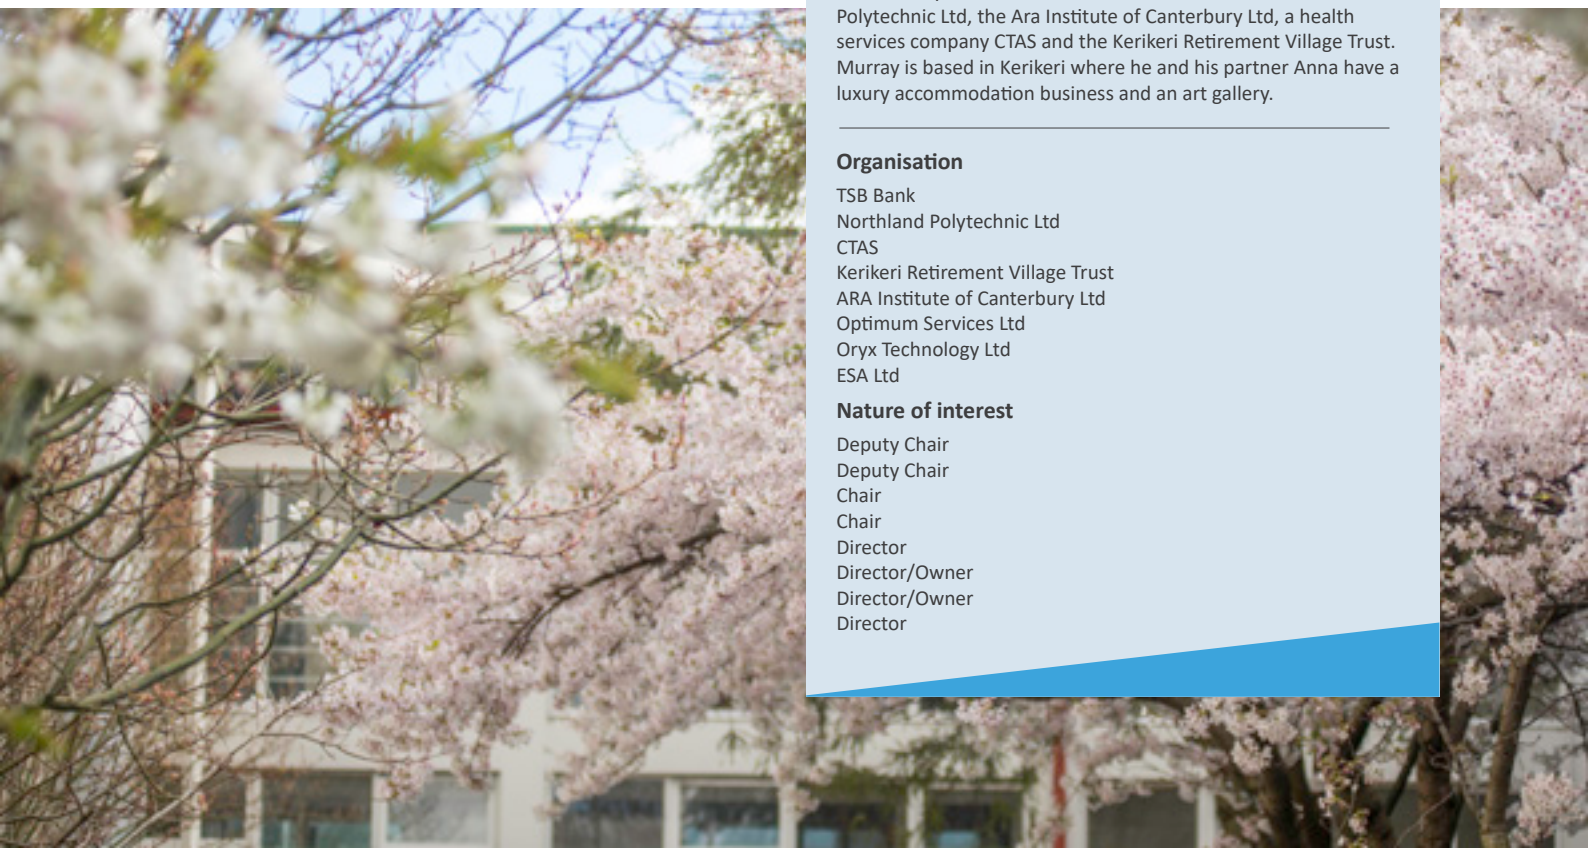 Polytechnic Ltd, the Ara Institute of Canterbury Ltd, a health
services company CTAS and the Kerikeri Retirement Village Trust.
Murray is based in Kerikeri where he and his partner Anna have a
luxury accommodation business and an art gallery.
Organisation
TSB Bank
Northland Polytechnic Ltd
CTAS
Kerikeri Retirement Village Trust
ARA Institute of Canterbury Ltd
Optimum Services Ltd
Oryx Technology Ltd
ESA Ltd
Nature of interest
Deputy Chair
Deputy Chair
Chair
Chair
Director
Director/Owner
Director/Owner
Director